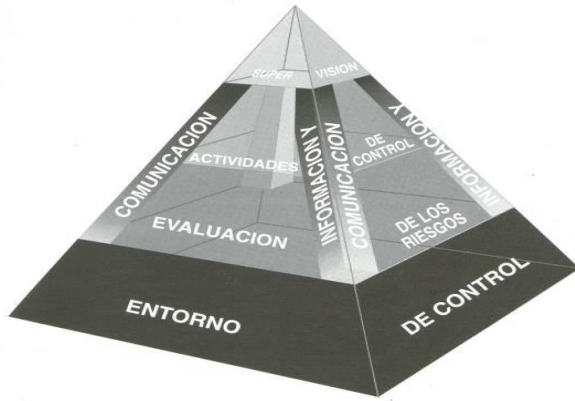 SUPER
VISION
COMUNICACION
ACTIVIDADES
INFORMACION Y
COMUNICACION
DE
CONTROL
INFORMACION Y
EVALUACION
DE LOS
RIESGOS
ENTORNO
DE CONTROL